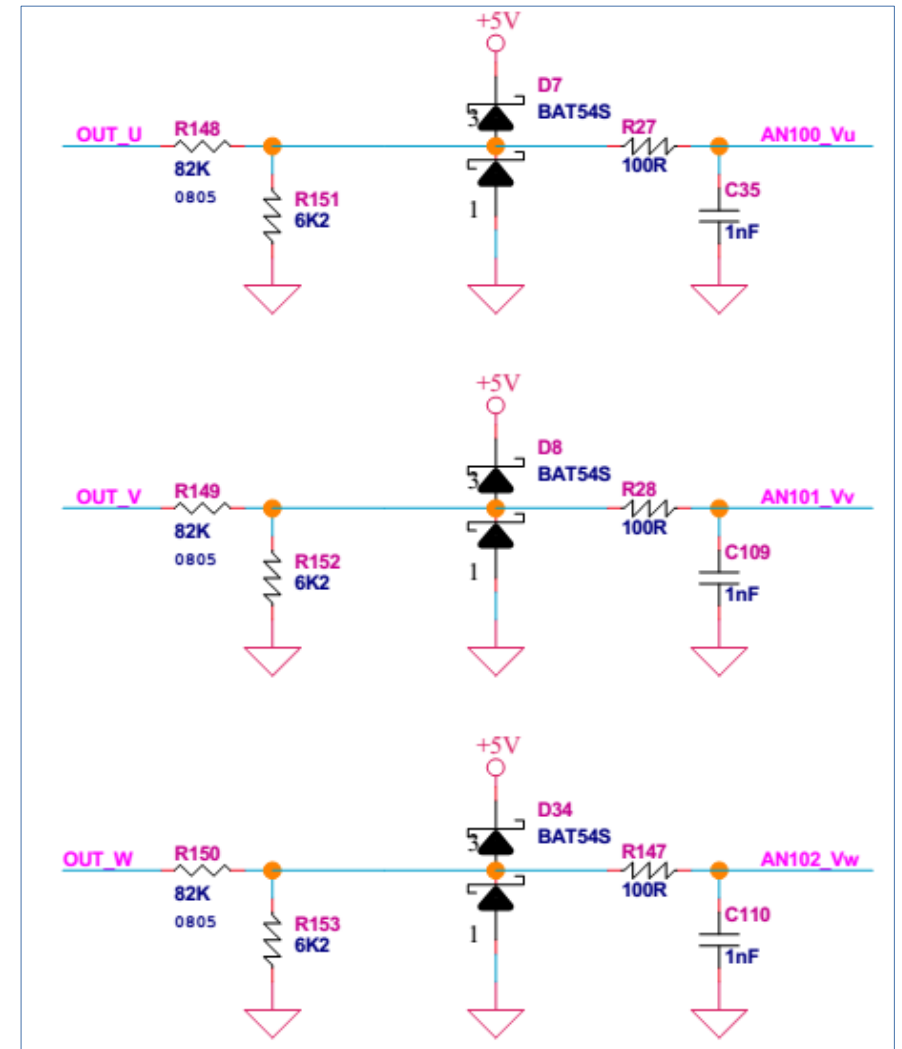 +5V
D7
BAT54S
3
OUT_U
R148
R27
AN100_Vu
82K
100R
0805
R151
6K2
1
C35
1nF
+5V
D8
BAT54S
3
OUT_V
R149
R28
AN101_Vv
82K
100R
0805
R152
6K2
1
C109
1nF
+5V
D34
BAT54S
3
OUT_W
R150
R147
AN102_Vw
82K
100R
0805
R153
6K2
1
C110
1nF